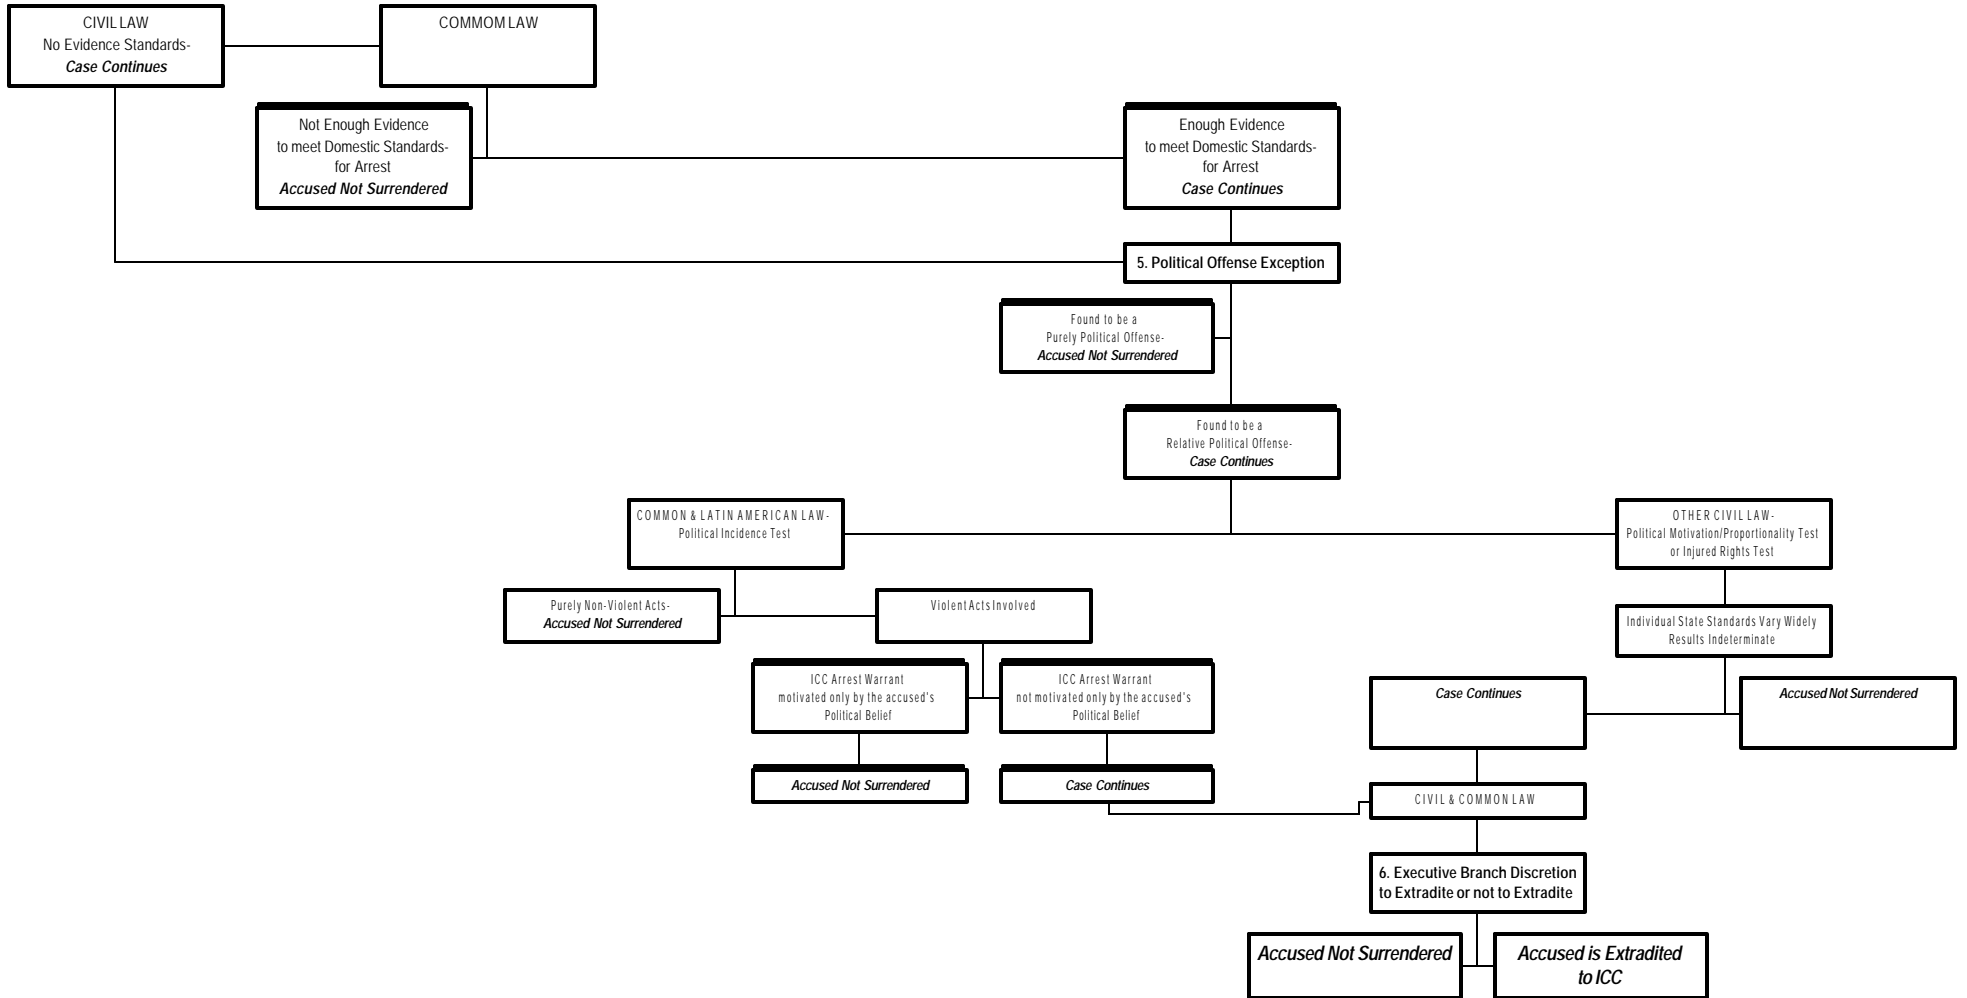 CIVIL LAW
No Evidence Standards-
Case Continues
COMMOM LAW
Not Enough Evidence
to meet Domestic Standards-
for Arrest
Accused Not Surrendered
Enough Evidence
to meet Domestic Standards-
for Arrest
Case Continues
5. Political Offense Exception
Found to be a
Purely Political Offense-
Accused Not Surrendered
Found to be a
Relative Political Offense-
Case Continues
COMMON & LATIN AMERICAN LAW-
Political Incidence Test
OTHER CIVIL LAW-
Political Motivation/Proportionality Test
or Injured Rights Test
Purely Non-Violent Acts-
Accused Not Surrendered
Violent Acts Involved
Individual State Standards Vary Widely
Results Indeterminate
ICC Arrest Warrant
motivated only by the accused's
Political Belief
ICC Arrest Warrant
not motivated only by the accused's
Political Belief
Case Continues
Accused Not Surrendered
Accused Not Surrendered
Case Continues
CIVIL & COMMON LAW
6. Executive Branch Discretion
to Extradite or not to Extradite
Accused Not Surrendered
Accused is Extradited
to ICC